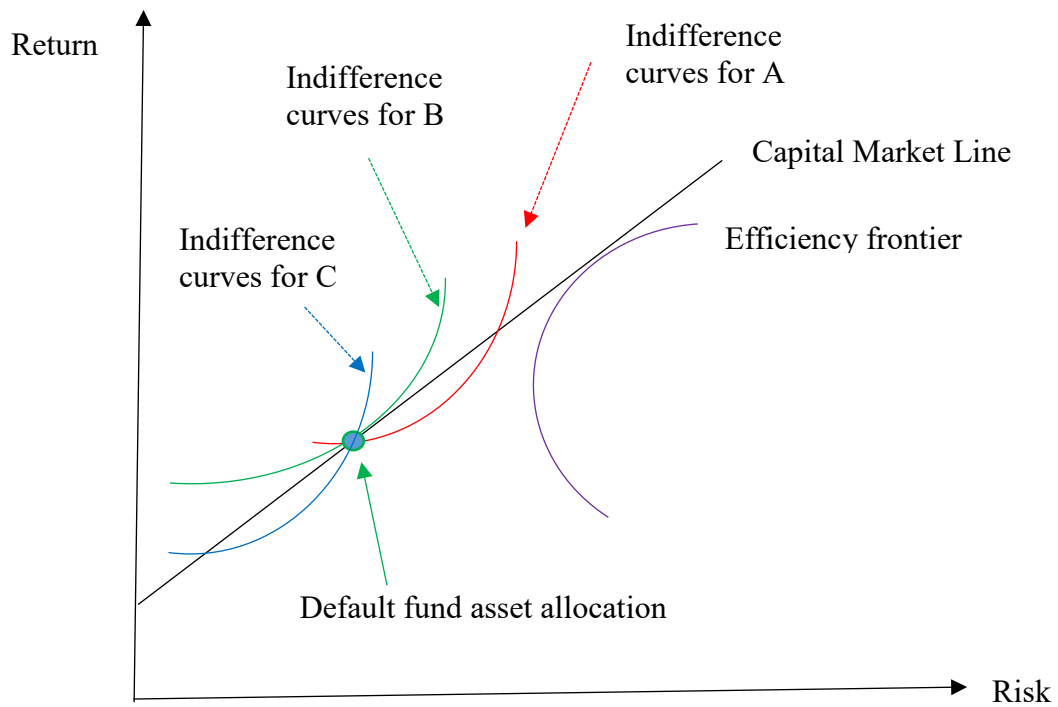 Return
Indifference
curves for A
Indifference
curves for B
Capital Market Line
Indifference
curves for C
Efficiency frontier
Default fund asset allocation
Risk